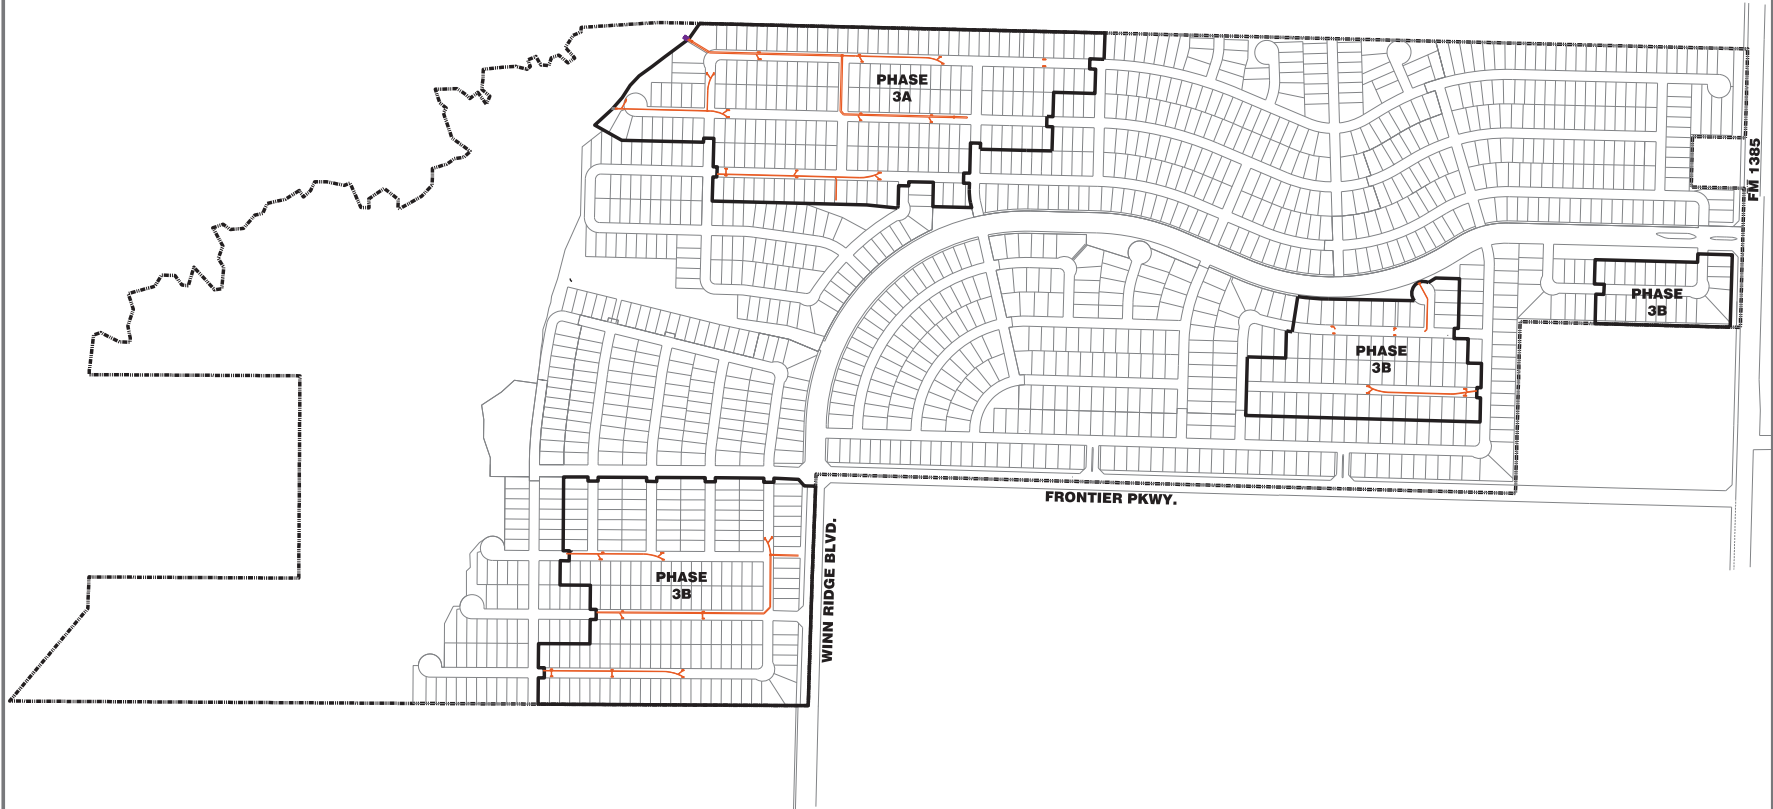 PHASE
3A
FM 1385
PHASE
3B
PHASE
3B
FRONTIER PKWY.
WINN RIDGE BLVD.
PHASE
3B